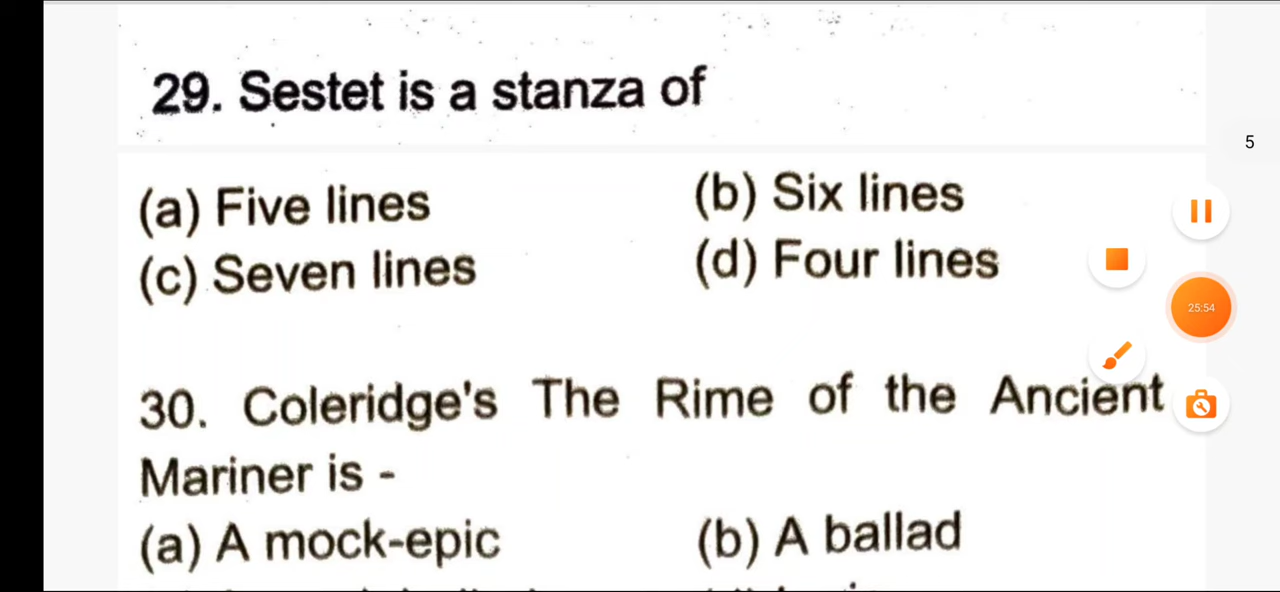 29. Sestet is a stanza of
5
(a) Five lines (b) Six lines
(c) Seven lines (d) Four lines
25:54
30. Coleridge's The Rime of the Ancient
Mariner is -
(a) A mock-epic (b) A ballad